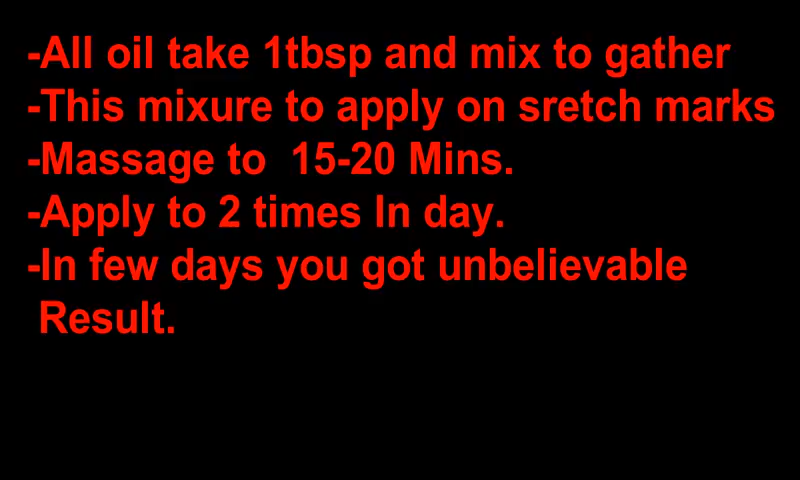 -All oil take 1tbsp and mix to gather
-This mixure to apply on sretch marks
-Massage to  15-20 Mins.
-Apply to 2 times In day.
-In few days you got unbelievable
Result.